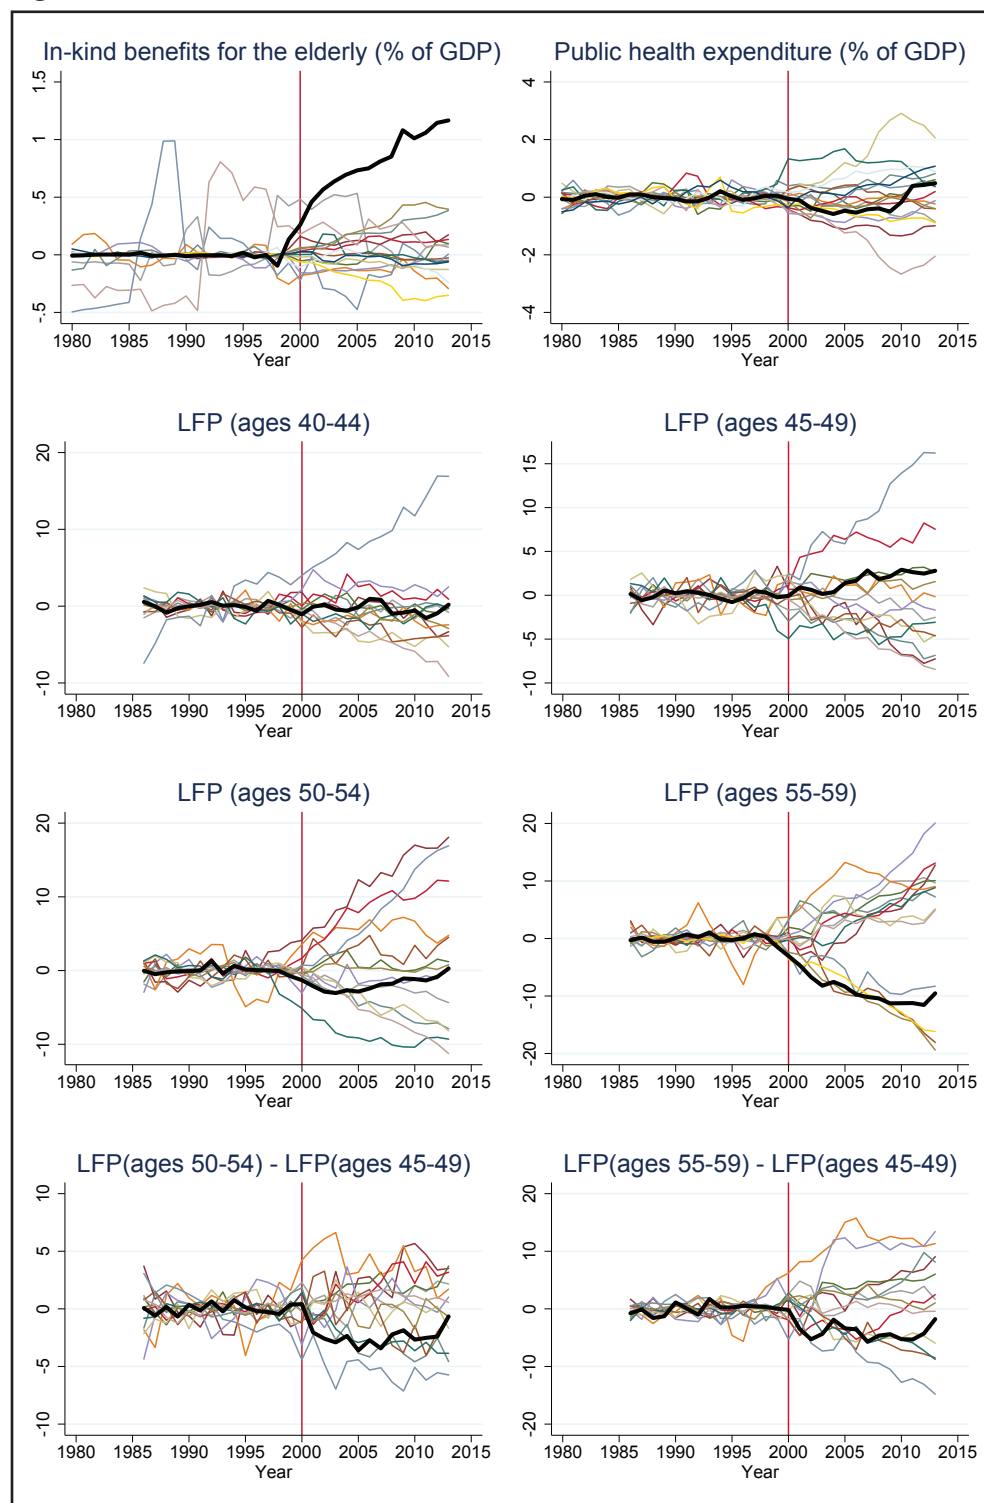 In-kind benefits for the elderly (% of GDP)
1.5
1
.5
0
-.5
1980 1985 1990 1995 2000 2005 2010 2015
Year
Public health expenditure (% of GDP)
4
2
0
-2
-4
1980 1985 1990 1995 2000 2005 2010 2015
Year
LFP (ages 40-44)
20
10
0
-10
1980 1985 1990 1995 2000 2005 2010 2015
Year
LFP (ages 45-49)
15
10
5
0
-5
-10
1980 1985 1990 1995 2000 2005 2010 2015
Year
LFP (ages 50-54)
20
10
0
-10
1980 1985 1990 1995 2000 2005 2010 2015
Year
LFP (ages 55-59)
20
10
0
-10
-20
1980 1985 1990 1995 2000 2005 2010 2015
Year
LFP(ages 50-54) - LFP(ages 45-49)
10
5
0
-5
-10
1980 1985 1990 1995 2000 2005 2010 2015
Year
LFP(ages 55-59) - LFP(ages 45-49)
20
10
0
-10
-20
1980 1985 1990 1995 2000 2005 2010 2015
Year